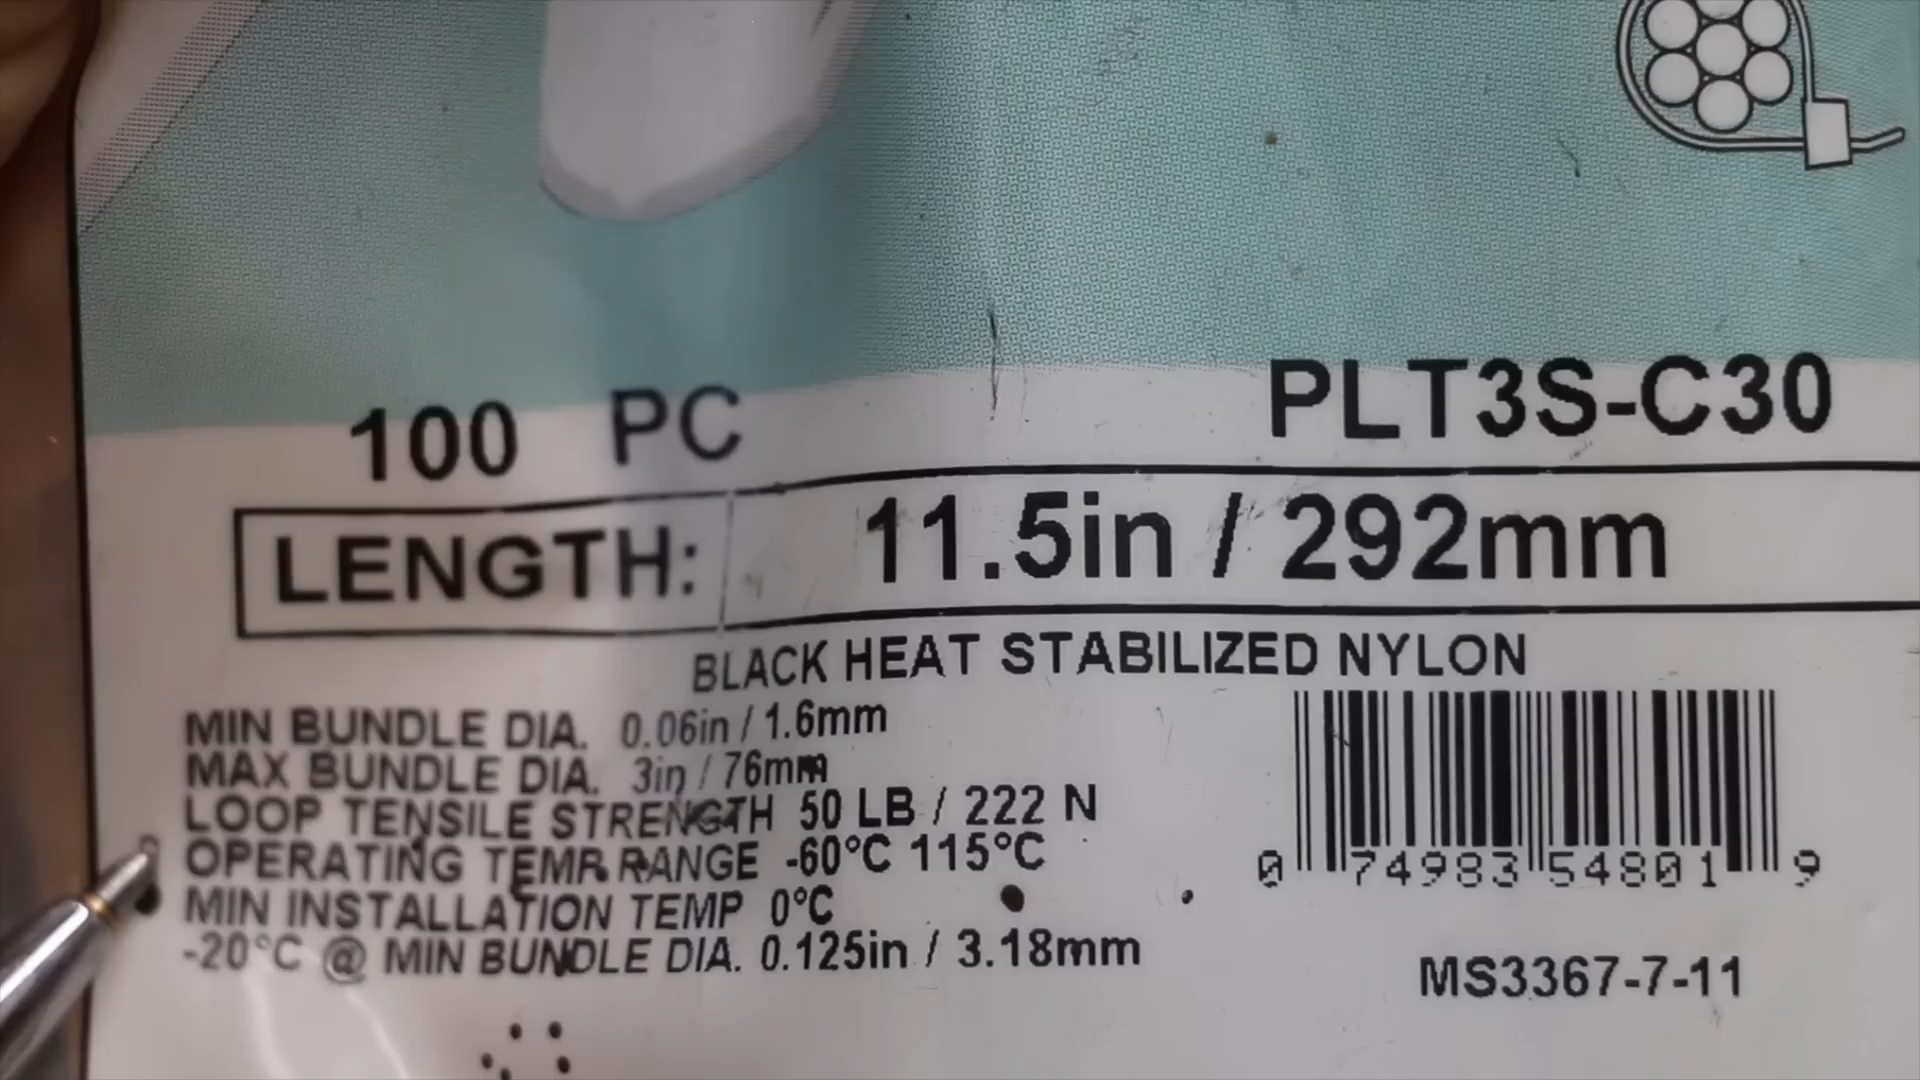 100 PC PLT3S-C30
LENGTH: 11.5in / 292mm
BLACK HEAT STABILIZED NYLON
MIN BUNDLE DIA. 0.06in / 1.6mm
MAX BUNDLE DIA. 3in / 76mm
LOOP TENSILE STRENGTH 50 LB / 222 N
OPERATING TEMP. RANGE -60°C 115°C
MIN INSTALLATION TEMP 0°C
-20°C @ MIN BUNDLE DIA. 0.125in / 3.18mm
0 74983 54801 9
MS3367-7-11